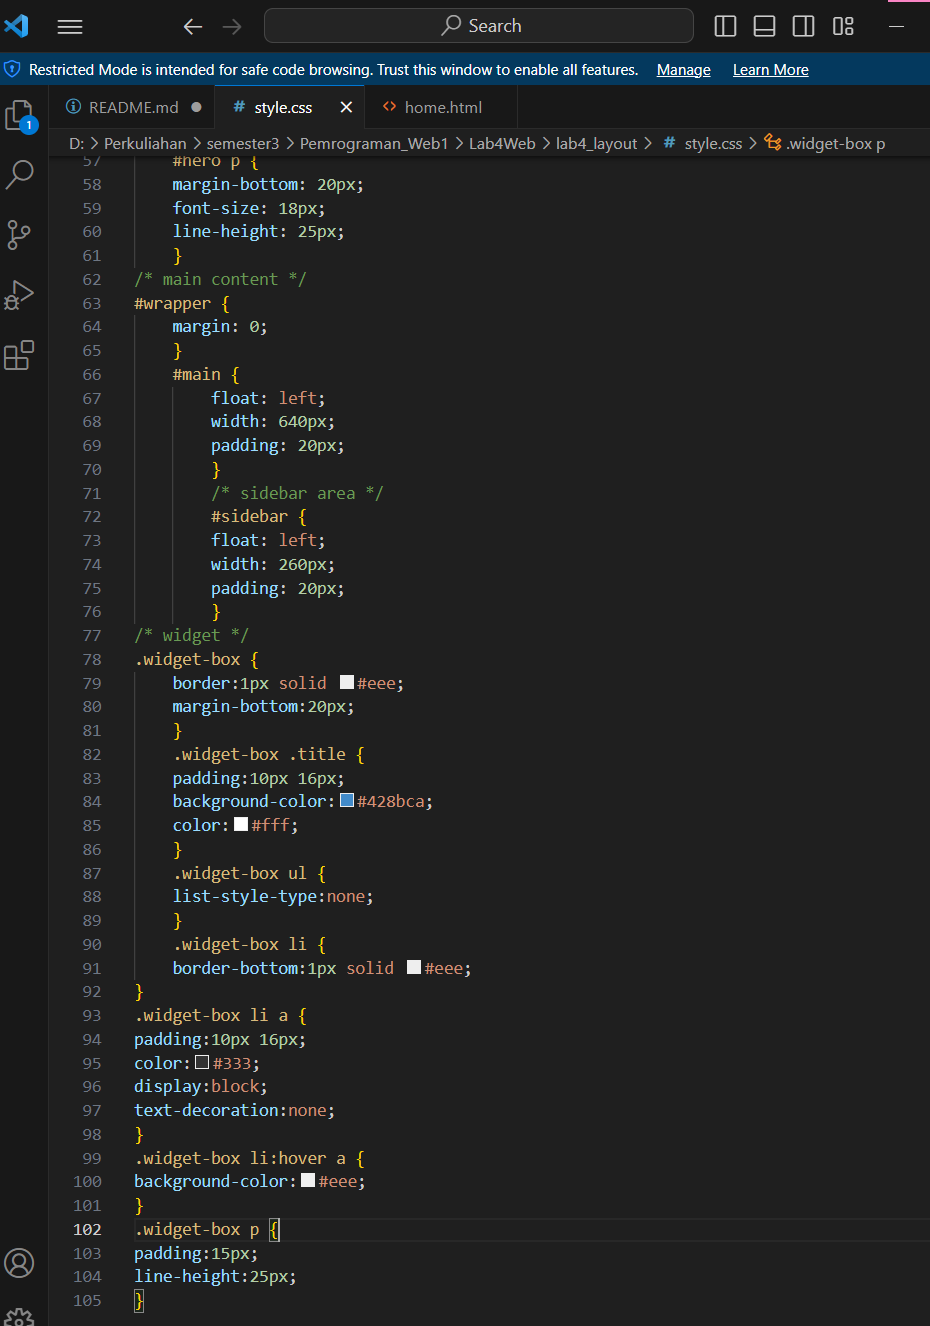 Search
Restricted Mode is intended for safe code browsing. Trust this window to enable all features. Manage Learn More
README.md style.css home.html
1
D: > Perkuliahan > semester3 > Pemrograman_Web1 > Lab4Web > lab4_layout > # style.css > .widget-box p
57 #hero p {
58 margin-bottom: 20px;
59 font-size: 18px;
60 line-height: 25px;
61 }
62 /* main content */
63 #wrapper {
64 margin: 0;
65 }
66 #main {
67 float: left;
68 width: 640px;
69 padding: 20px;
70 }
71 /* sidebar area */
72 #sidebar {
73 float: left;
74 width: 260px;
75 padding: 20px;
76 }
77 /* widget */
78 .widget-box {
79 border:1px solid #eee;
80 margin-bottom:20px;
81 }
82 .widget-box .title {
83 padding:10px 16px;
84 background-color:#428bca;
85 color:#fff;
86 }
87 .widget-box ul {
88 list-style-type:none;
89 }
90 .widget-box li {
91 border-bottom:1px solid #eee;
92 }
93 .widget-box li a {
94 padding:10px 16px;
95 color:#333;
96 display:block;
97 text-decoration:none;
98 }
99 .widget-box li:hover a {
100 background-color:#eee;
101 }
102 .widget-box p {
103 padding:15px;
104 line-height:25px;
105 }